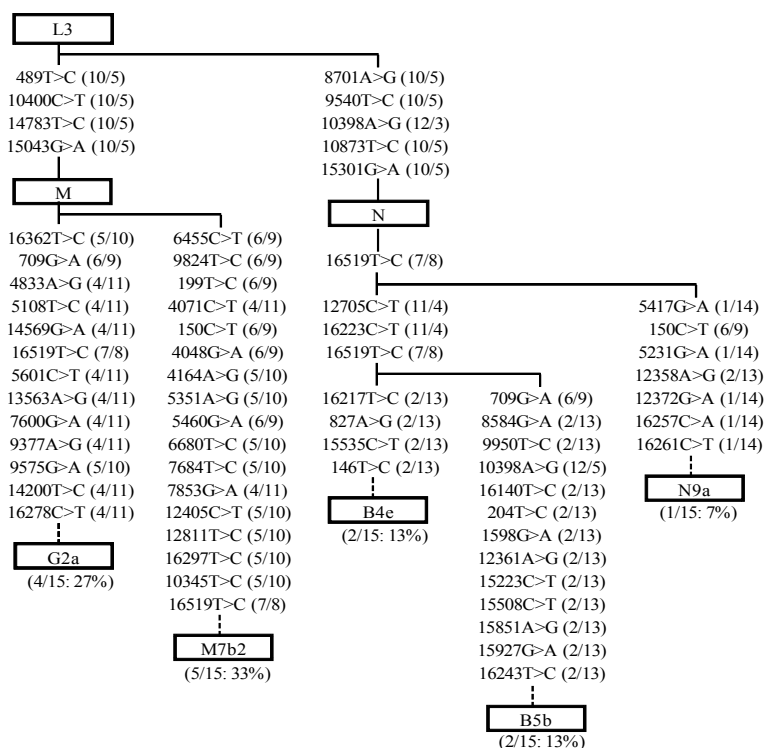 L3
489T>C (10/5)
10400C>T (10/5)
14783T>C (10/5)
15043G>A (10/5)
8701A>G (10/5)
9540T>C (10/5)
10398A>G (12/3)
10873T>C (10/5)
15301G>A (10/5)
M
N
16362T>C (5/10)
709G>A (6/9)
4833A>G (4/11)
5108T>C (4/11)
14569G>A (4/11)
16519T>C (7/8)
5601C>T (4/11)
13563A>G (4/11)
7600G>A (4/11)
9377A>G (4/11)
9575G>A (5/10)
14200T>C (4/11)
16278C>T (4/11)
G2a
(4/15: 27%)
6455C>T (6/9)
9824T>C (6/9)
199T>C (6/9)
4071C>T (4/11)
150C>T (6/9)
4048G>A (6/9)
4164A>G (5/10)
5351A>G (5/10)
5460G>A (6/9)
6680T>C (5/10)
7684T>C (5/10)
7853G>A (4/11)
12405C>T (5/10)
12811T>C (5/10)
16297T>C (5/10)
10345T>C (5/10)
16519T>C (7/8)
M7b2
(5/15: 33%)
16519T>C (7/8)
12705C>T (11/4)
16223C>T (11/4)
16519T>C (7/8)
16217T>C (2/13)
827A>G (2/13)
15535C>T (2/13)
146T>C (2/13)
B4e
(2/15: 13%)
709G>A (6/9)
8584G>A (2/13)
9950T>C (2/13)
10398A>G (12/5)
16140T>C (2/13)
204T>C (2/13)
1598G>A (2/13)
12361A>G (2/13)
15223C>T (2/13)
15508C>T (2/13)
15851A>G (2/13)
15927G>A (2/13)
16243T>C (2/13)
B5b
(2/15: 13%)
5417G>A (1/14)
150C>T (6/9)
5231G>A (1/14)
12358A>G (2/13)
12372G>A (1/14)
16257C>A (1/14)
16261C>T (1/14)
N9a
(1/15: 7%)